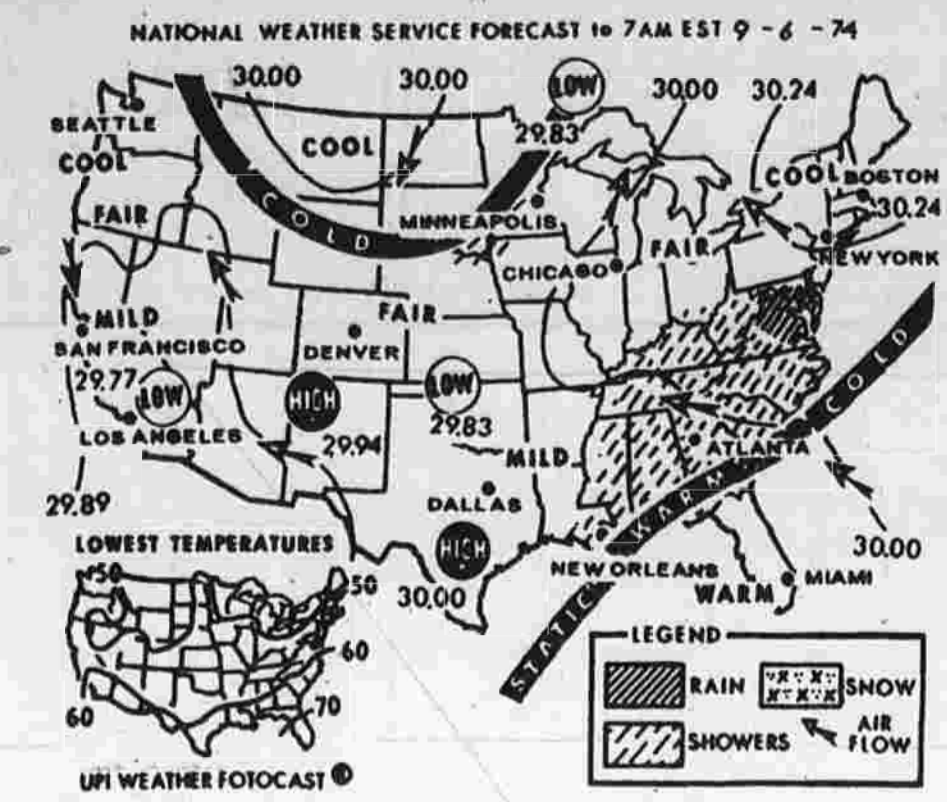 NATIONAL WEATHER SERVICE FORECAST to 7AM EST 9 - 6 - 74
30.00
30.00
LOW
30.00
30.24
SEATTLE
29.83
COOL
COOL
COOL
BOSTON
30.24
FAIR
COLD
MINNEAPOLIS
FAIR
NEW YORK
CHICAGO
MILD
FAIR
SAN FRANCISCO
DENVER
COLD
29.77
LOW
HIGH
LOW
29.83
LOS ANGELES
29.94
ATLANTA
MILD
WARM
29.89
DALLAS
HIGH
30.00
LOWEST TEMPERATURES
NEW ORLEANS
MIAMI
50
50
30.00
WARM
STATIC
LEGEND
60
RAIN
SNOW
60
70
SHOWERS
AIR
FLOW
UPI WEATHER FOTOCAST ®